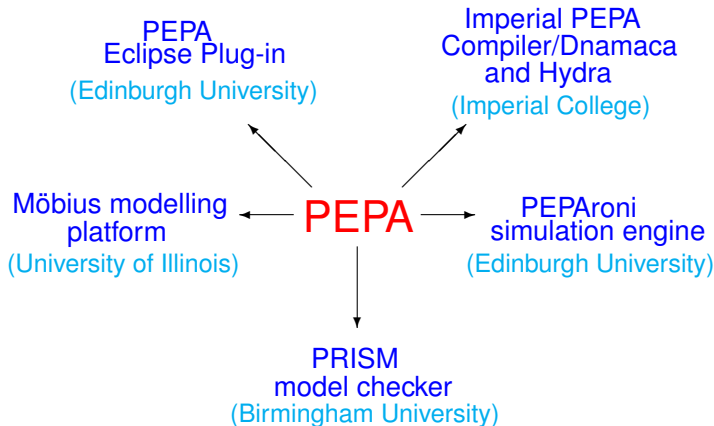 PEPA
Eclipse Plug-in
(Edinburgh University)
Imperial PEPA
Compiler/Dnamaca
and Hydra
(Imperial College)
Möbius modelling
platform
(University of Illinois)
PEPA
PEPAroni
simulation engine
(Edinburgh University)
PRISM
model checker
(Birmingham University)